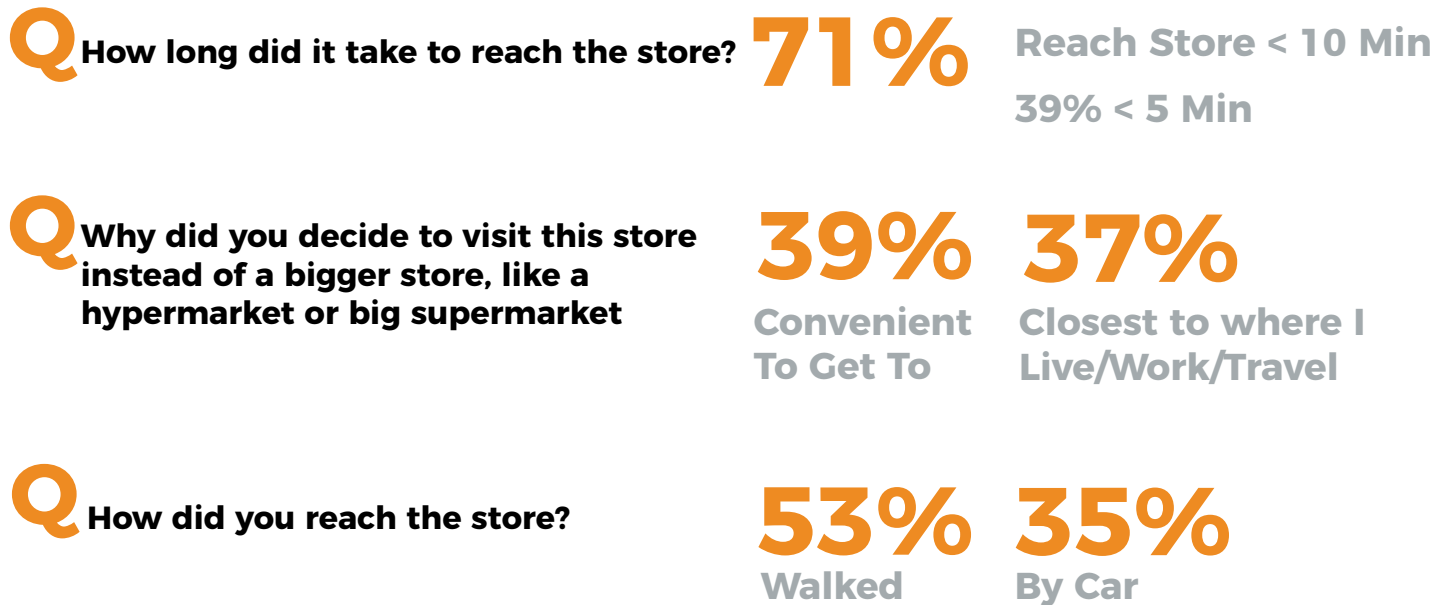 Q How long did it take to reach the store?
71%
Reach Store < 10 Min
39% < 5 Min
Q Why did you decide to visit this store
instead of a bigger store, like a
hypermarket or big supermarket
39%
Convenient
To Get To
37%
Closest to where I
Live/Work/Travel
Q How did you reach the store?
53%
Walked
35%
By Car